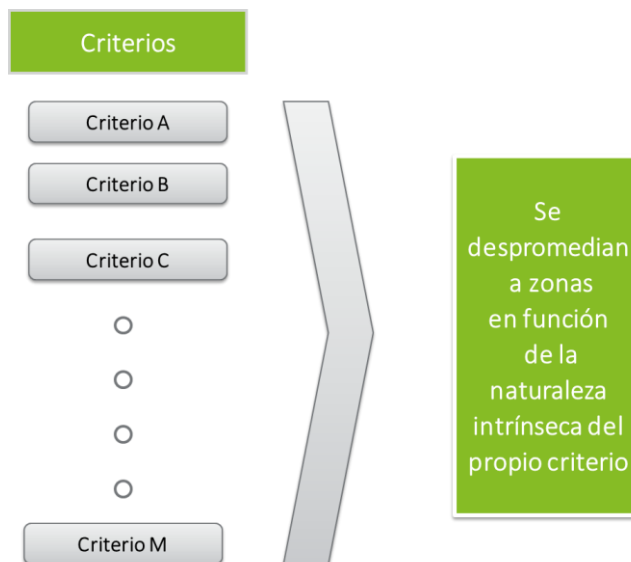 Criterios
Criterio A
Criterio B
Criterio C
Criterio M
Se
despromedian
a zonas
en función
de la
naturaleza
intrínseca del
propio criterio